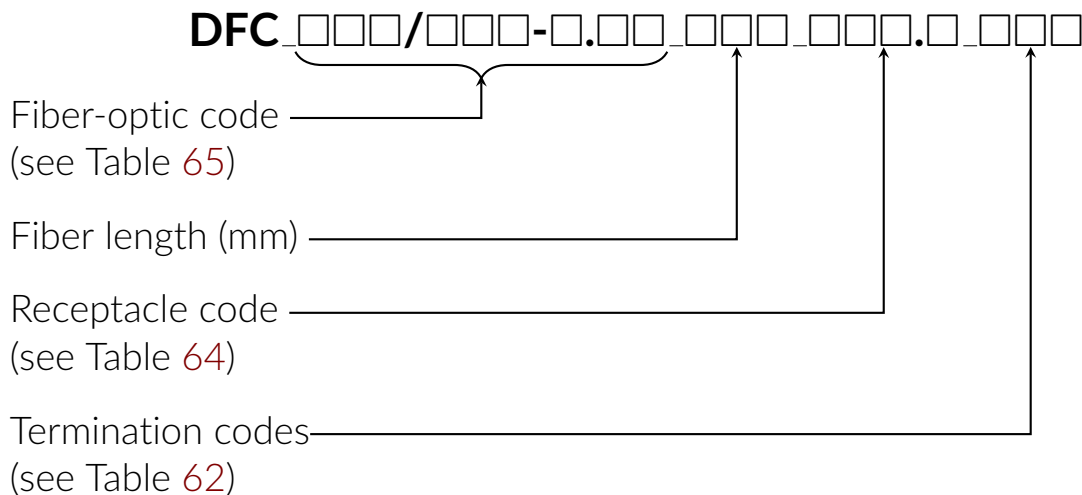 DFC_□□□/□□□-□.□□_□□□_□□□.□_□□□
Fiber-optic code
(see Table 65)
Fiber length (mm)
Receptacle code
(see Table 64)
Termination codes
(see Table 62)